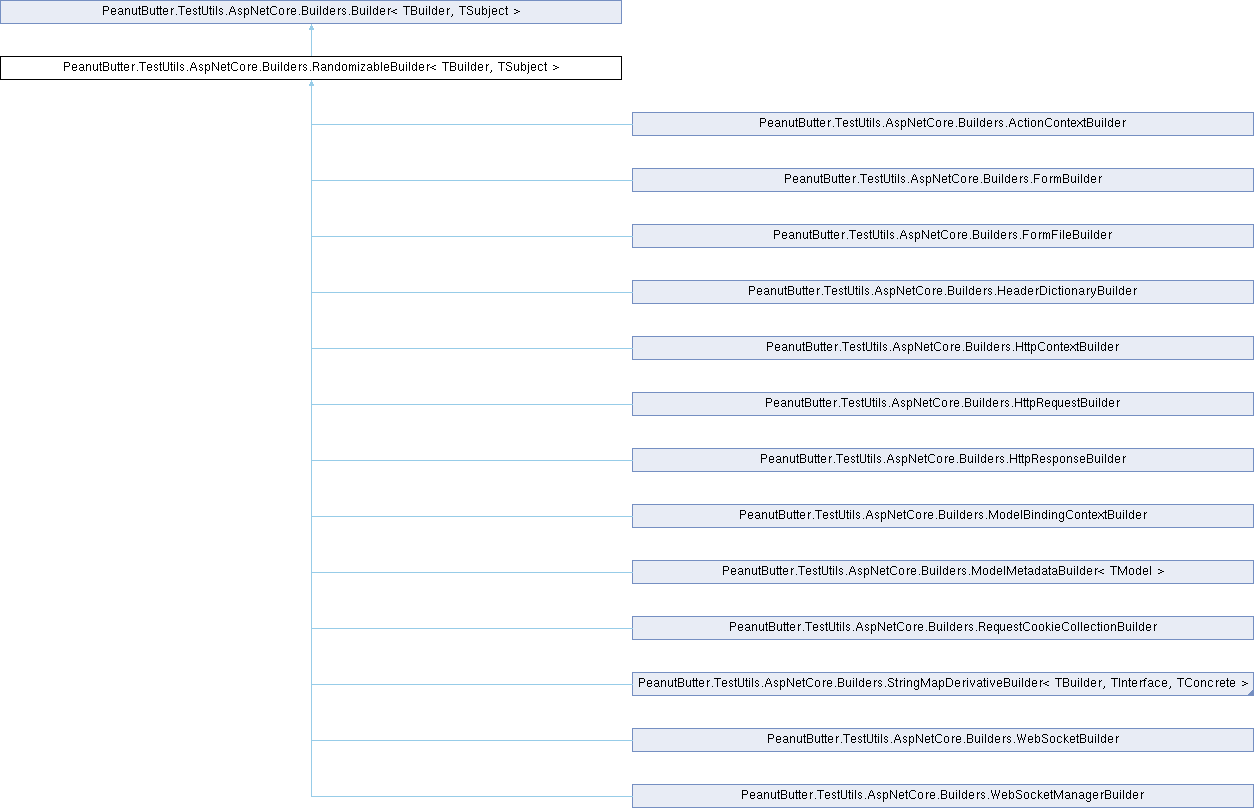 PeanutButter.TestUtils.AspNetCore.Builders.Builder< TBuilder, TSubject >
PeanutButter.TestUtils.AspNetCore.Builders.RandomizableBuilder< TBuilder, TSubject >
PeanutButter.TestUtils.AspNetCore.Builders.ActionContextBuilder
PeanutButter.TestUtils.AspNetCore.Builders.FormBuilder
PeanutButter.TestUtils.AspNetCore.Builders.FormFileBuilder
PeanutButter.TestUtils.AspNetCore.Builders.HeaderDictionaryBuilder
PeanutButter.TestUtils.AspNetCore.Builders.HttpContextBuilder
PeanutButter.TestUtils.AspNetCore.Builders.HttpRequestBuilder
PeanutButter.TestUtils.AspNetCore.Builders.HttpResponseBuilder
PeanutButter.TestUtils.AspNetCore.Builders.ModelBindingContextBuilder
PeanutButter.TestUtils.AspNetCore.Builders.ModelMetadataBuilder< TModel >
PeanutButter.TestUtils.AspNetCore.Builders.RequestCookieCollectionBuilder
PeanutButter.TestUtils.AspNetCore.Builders.StringMapDerivativeBuilder< TBuilder, TInterface, TConcrete >
PeanutButter.TestUtils.AspNetCore.Builders.WebSocketBuilder
PeanutButter.TestUtils.AspNetCore.Builders.WebSocketManagerBuilder